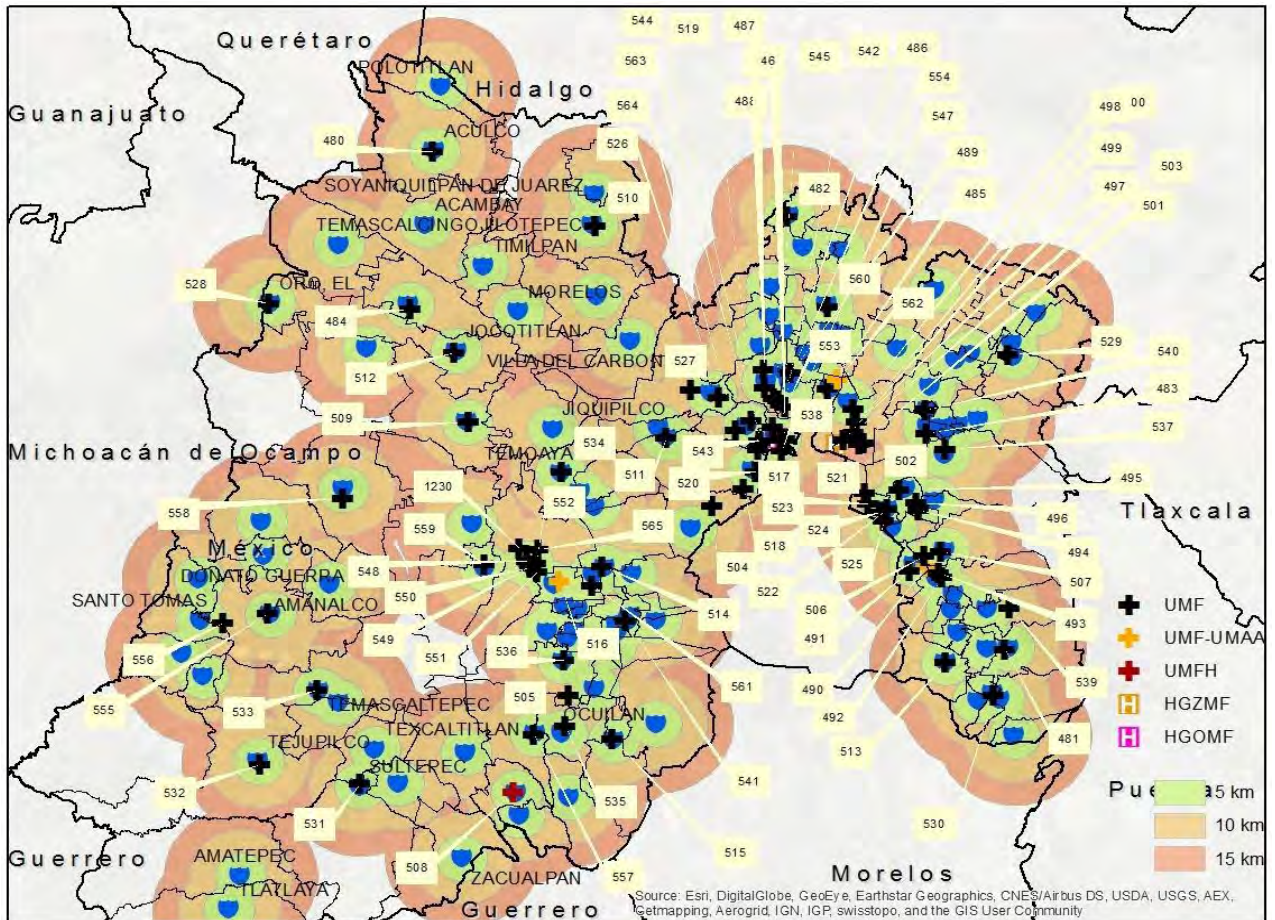 544
519
487
542
486
Querétaro
563
46
545
554
POLOTITLAN
Hidalgo
564
488
547
498
00
Guanajuato
480
ACULCO
526
489
499
503
SOYANIQUILPAN DE JUAREZ
510
482
485
497
501
ACAMBAY
TEMASCALCINGO
JILOTEPEC
TIMILPAN
528
ORO, EL
MORELOS
560
562
484
JOCOTITLAN
529
VILLA DEL CARBON
527
553
540
512
483
509
JIQUIPILCO
538
537
Michoacán de Ocampo
534
TEMOAYA
511
543
502
495
1230
520
517
521
558
552
523
496
Tlaxcala
559
565
524
México
518
494
548
DONATO GUERRA
504
525
507
550
522
SANTO TOMAS
AMANALCO
514
506
UMF
549
491
493
UMF-UMAA
551
536
516
556
561
490
539
UMFH
555
533
505
492
HGZMF
TEMASCALTEPEC
OCUILAN
513
481
HGOMF
TEXCALTITLAN
TEJUPILCO
541
SULTEPEC
5 km
532
535
530
10 km
531
515
15 km
Guerrero
AMATEPEC
508
557
Morelos
TLATLAYA
ZACUALPAN
Guerrero
Source: Esri, DigitalGlobe, GeoEye, Earthstar Geographics, CNES/Airbus DS, USDA, USGS, AEX,
Getmapping, Aerogrid, IGN, IGP, swisstopo, and the GIS User Community